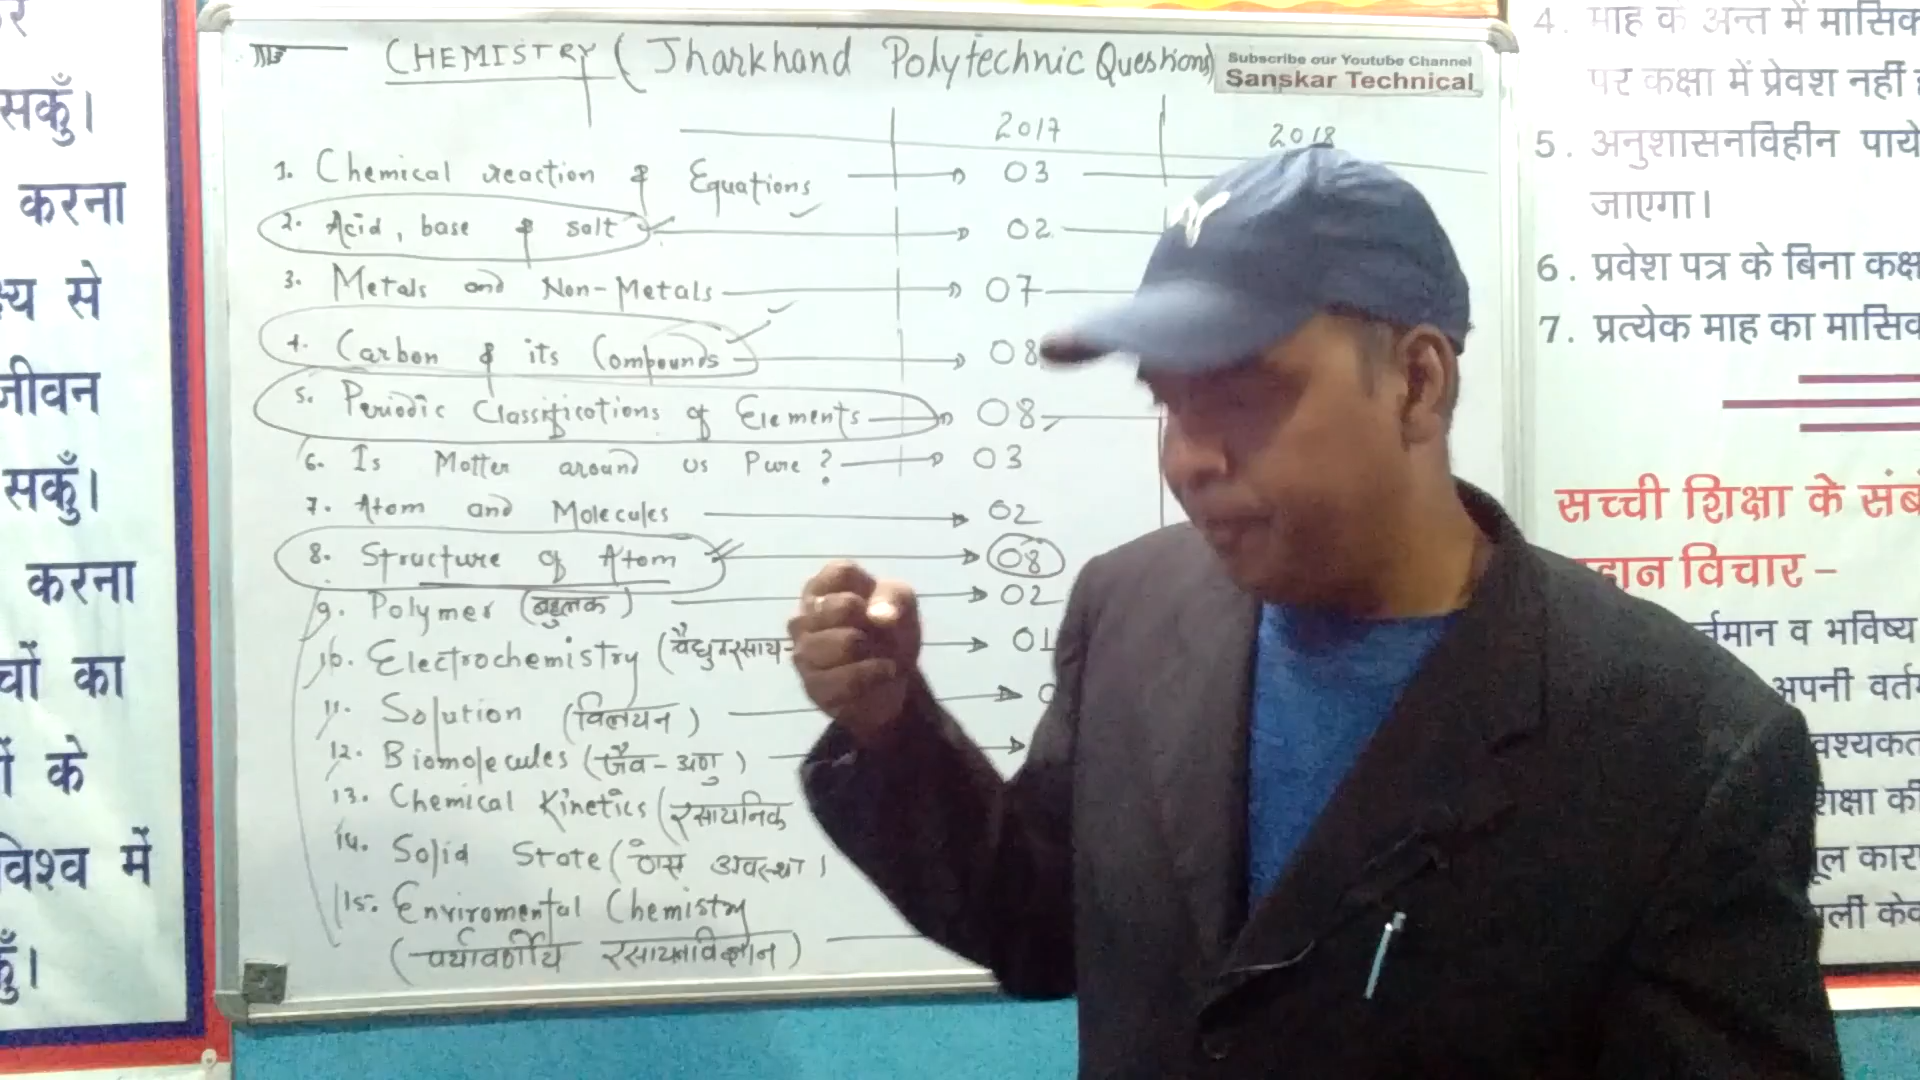 CHEMISTRY (Jharkhand Polytechnic Questions)
Subscribe our Youtube Channel
Sanskar Technical
2017 2018
1. Chemical reaction & Equations 03
2. Acid, base & salt 02
3. Metals and Non-Metals 07
4. Carbon & its Compounds 08
5. Periodic Classifications of Elements 08
6. Is Matter around us Pure? 03
7. Atom and Molecules 02
8. Structure of Atom 08
9. Polymer (बहुलक) 02
10. Electrochemistry (वैधुतरसाय- 01
11. Solution (विलयन) 0
12. Biomolecules (जैव-अणु)
13. Chemical Kinetics (रसायनिक
14. Solid State (ठोस अवस्था)
15. Enviromental Chemistry
रसायनविज्ञान)
सकुँ।
करना
से
जीवन
सकुँ।
करना
का
के
विश्व में
4. माह के अन्त में मासिक
पर कक्षा में प्रेवश नहीं
5. अनुशासनविहीन पाये
जाएगा।
6. प्रवेश पत्र के बिना कक्ष
7. प्रत्येक माह का मासिक
सच्ची शिक्षा के संब
विचार -
व भविष्य
अपनी वर्त